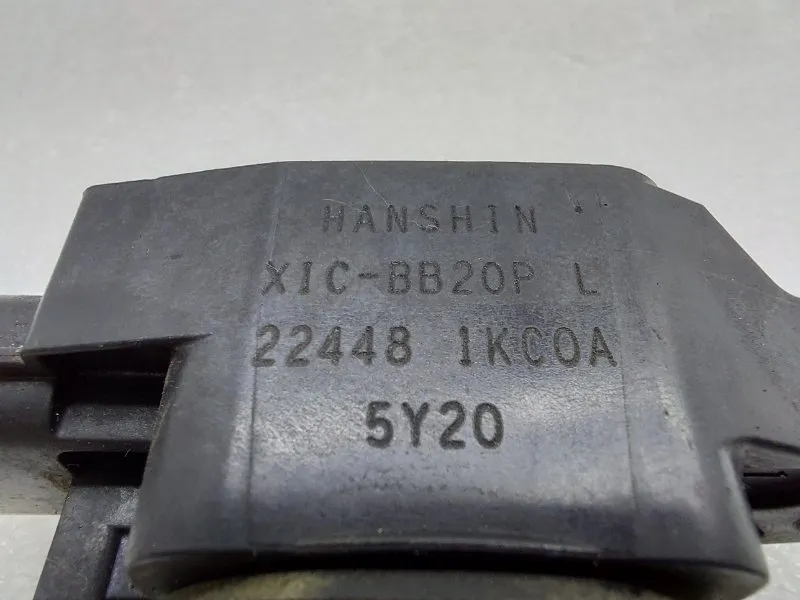 HANSHIN
XIC-BB20P L
22448 1KC0A
5Y20